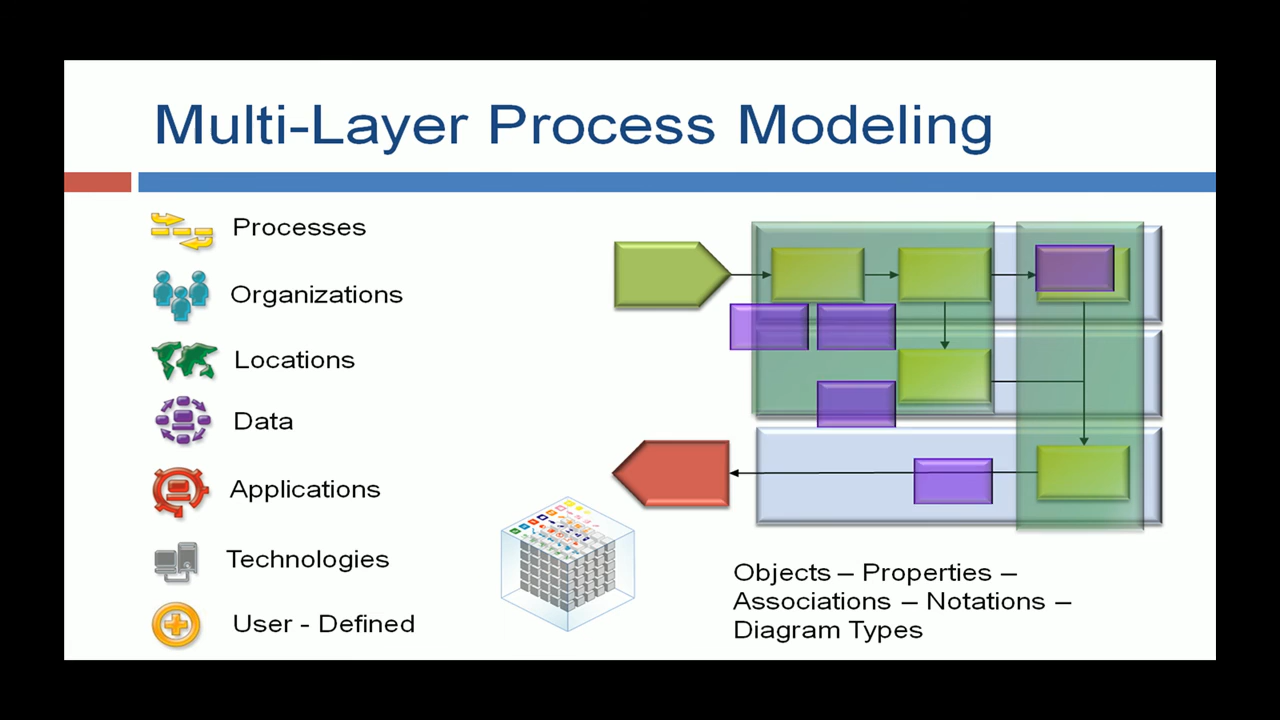 Multi-Layer Process Modeling
Processes
Organizations
Locations
Data
Applications
Technologies
User - Defined
Objects – Properties –
Associations – Notations –
Diagram Types